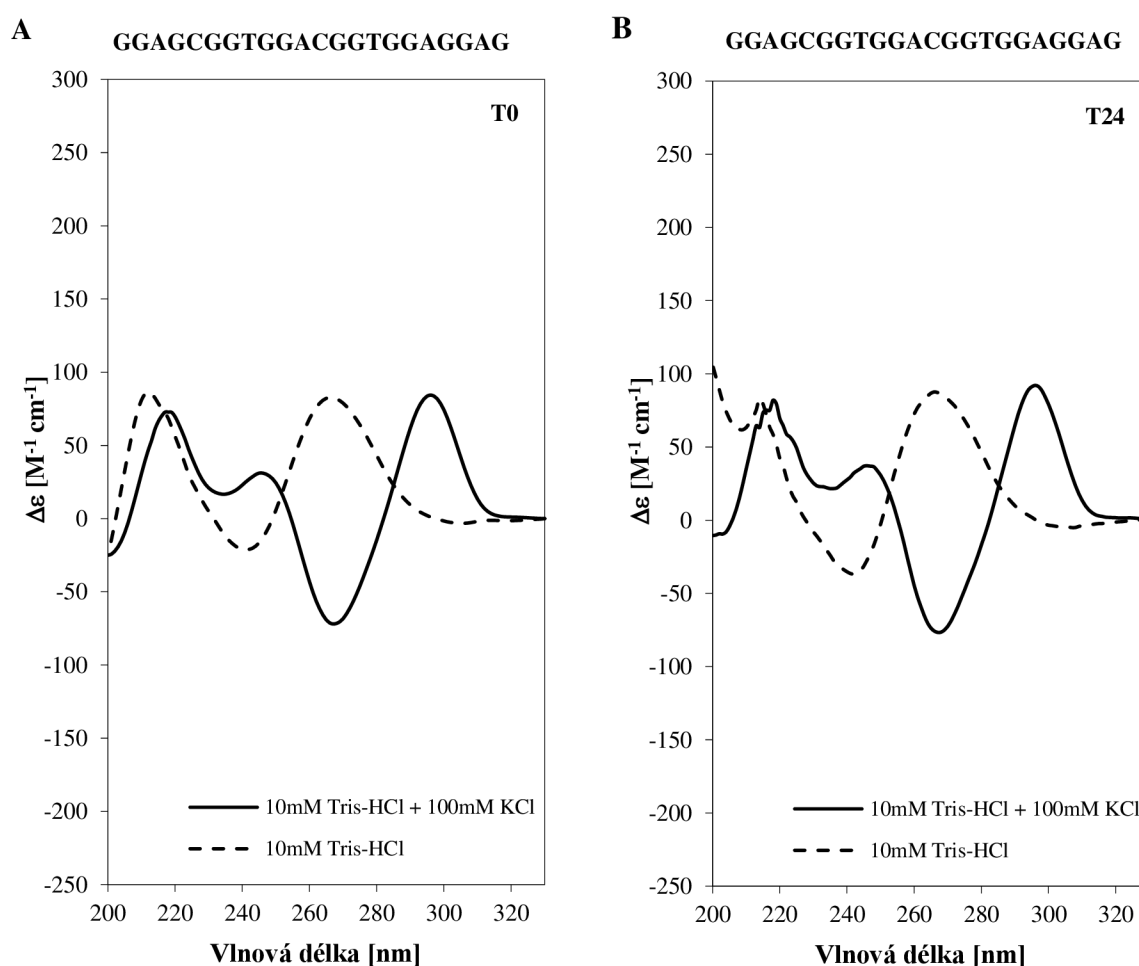 A
GGAGCGGTGGACGGTGGAGGAG
T0
300
250
200
150
100
50
0
-50
-100
-150
-200
-250
Δε [M⁻¹ cm⁻¹]
10mM Tris-HCl + 100mM KCl
10mM Tris-HCl
200 220 240 260 280 300 320
Vlnová délka [nm]
B
GGAGCGGTGGACGGTGGAGGAG
T24
300
250
200
150
100
50
0
-50
-100
-150
-200
-250
Δε [M⁻¹ cm⁻¹]
10mM Tris-HCl + 100mM KCl
10mM Tris-HCl
200 220 240 260 280 300 320
Vlnová délka [nm]